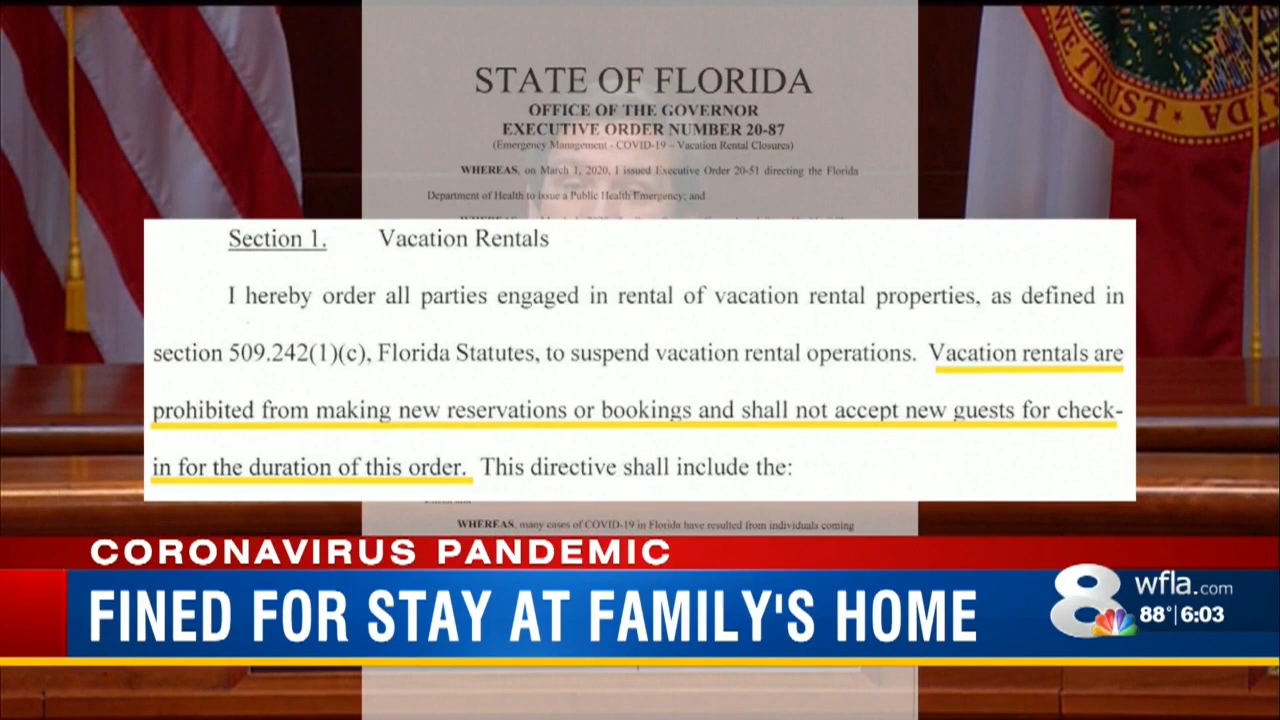 STATE OF FLORIDA
OFFICE OF THE GOVERNOR
EXECUTIVE ORDER NUMBER 20-87
(Emergency Management - COVID-19 – Vacation Rental Closures)
WHEREAS, on March 1, 2020, I issued Executive Order 20-51 directing the Florida
Department of Health to issue a Public Health Emergency; and
Section 1. Vacation Rentals
I hereby order all parties engaged in rental of vacation rental properties, as defined in
section 509.242(1)(c), Florida Statutes, to suspend vacation rental operations. Vacation rentals are
prohibited from making new reservations or bookings and shall not accept new guests for check-
in for the duration of this order. This directive shall include the:
WHEREAS, many cases of COVID-19 in Florida have resulted from individuals coming
WE TRUST
CORONAVIRUS PANDEMIC
FINED FOR STAY AT FAMILY'S HOME
8 wfla.com
88° | 6:03